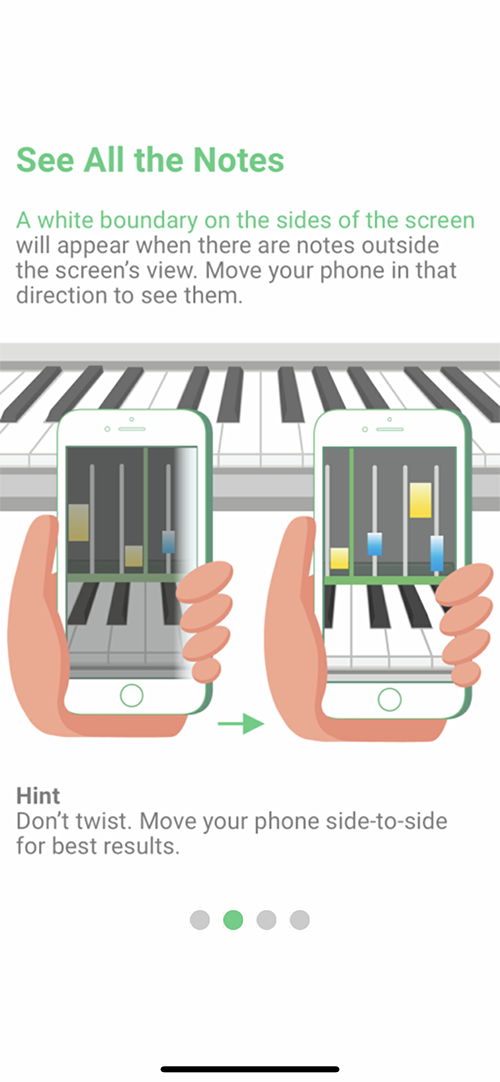 See All the Notes
A white boundary on the sides of the screen
will appear when there are notes outside
the screen’s view. Move your phone in that
direction to see them.
Hint
Don’t twist. Move your phone side-to-side
for best results.